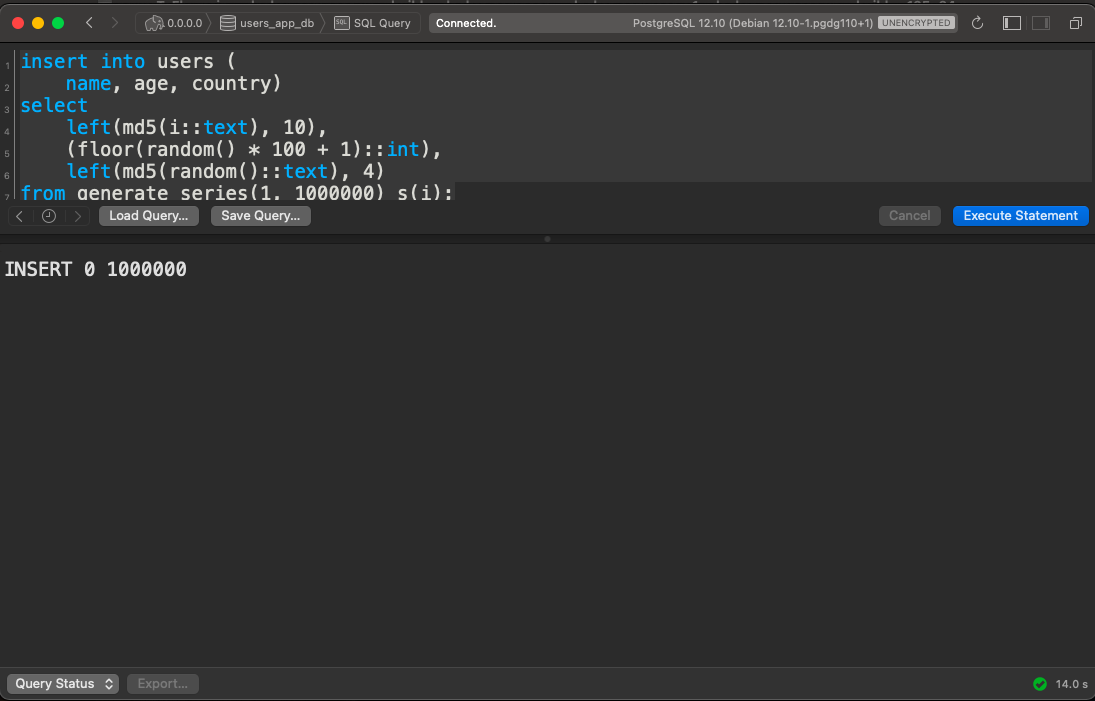 0.0.0.0 users_app_db SQL SQL Query Connected. PostgreSQL 12.10 (Debian 12.10-1.pgdg110+1) UNENCRYPTED
1 insert into users (
2 name, age, country)
3 select
4 left(md5(i::text), 10),
5 (floor(random() * 100 + 1)::int),
6 left(md5(random()::text), 4)
7 from generate_series(1, 1000000) s(i);
Load Query... Save Query... Cancel Execute Statement
INSERT 0 1000000
Query Status Export... 14.0 s